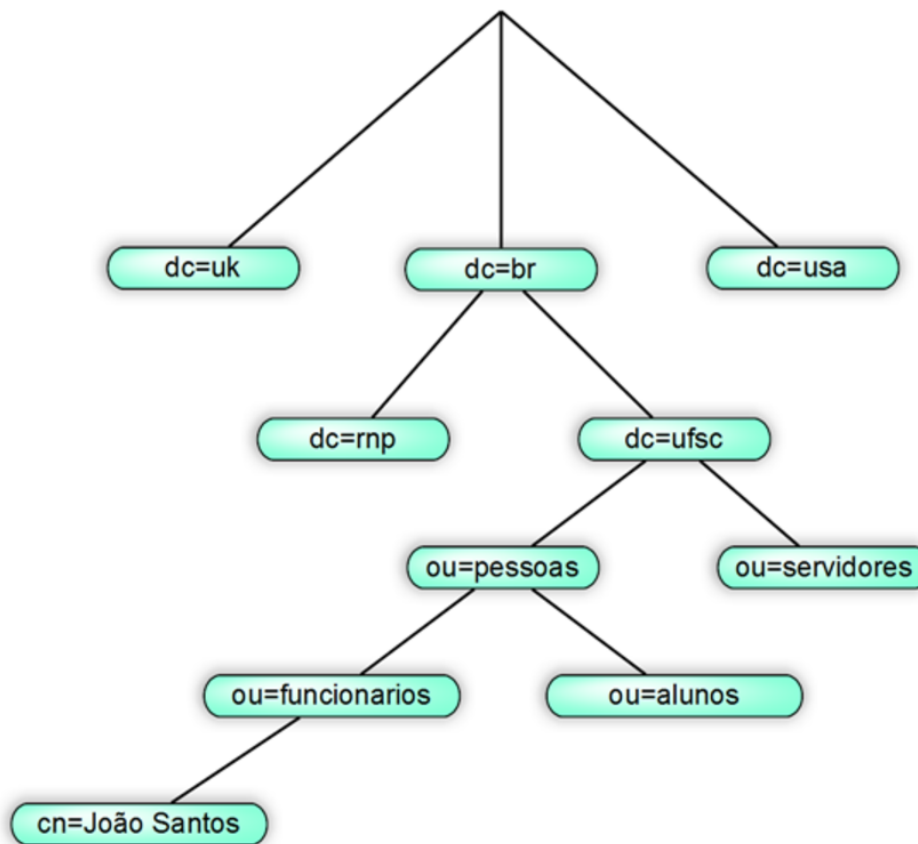 dc=uk
dc=br
dc=usa
dc=rnp
dc=ufsc
ou=pessoas
ou=servidores
ou=funcionarios
ou=alunos
cn=João Santos